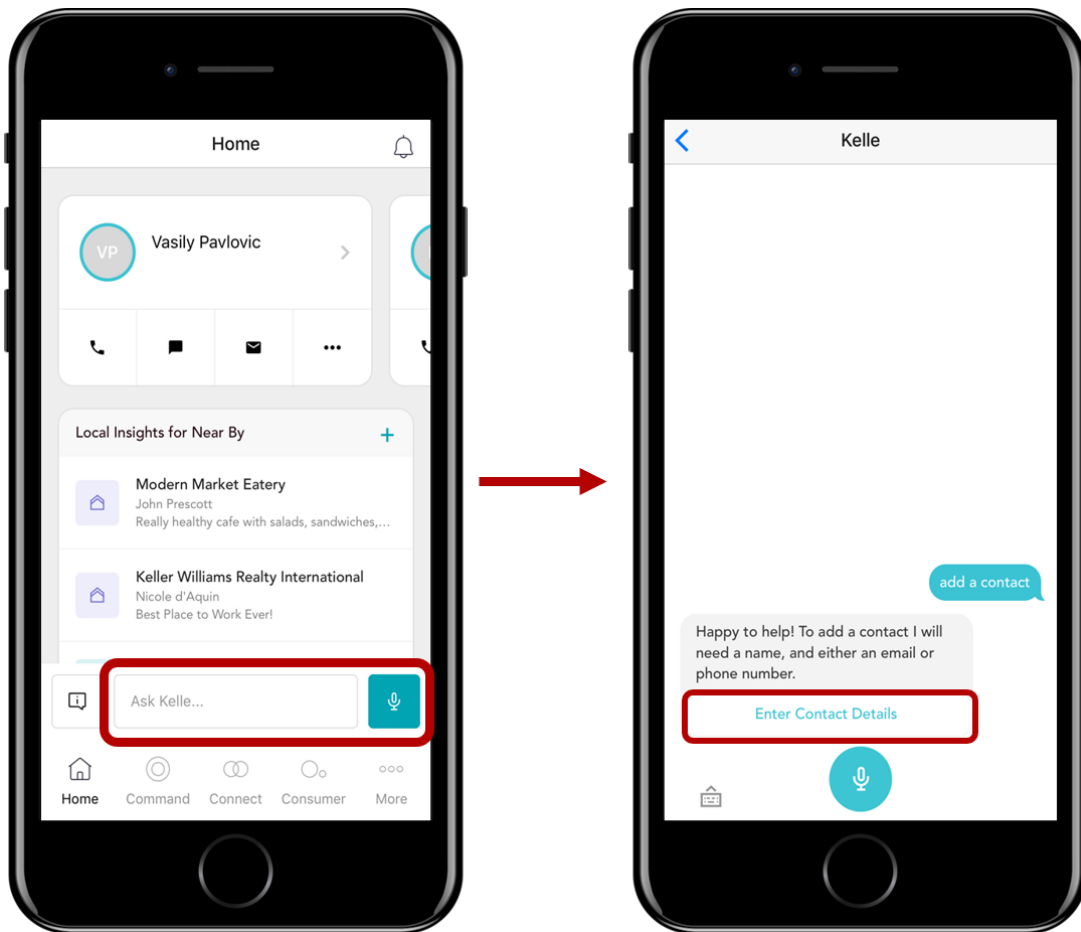 Home
VP
Vasily Pavlovic
Local Insights for Near By
Modern Market Eatery
John Prescott
Really healthy cafe with salads, sandwiches,...
Keller Williams Realty International
Nicole d'Aquin
Best Place to Work Ever!
Ask Kelle...
Home
Command
Connect
Consumer
More
Kelle
add a contact
Happy to help! To add a contact I will
need a name, and either an email or
phone number.
Enter Contact Details